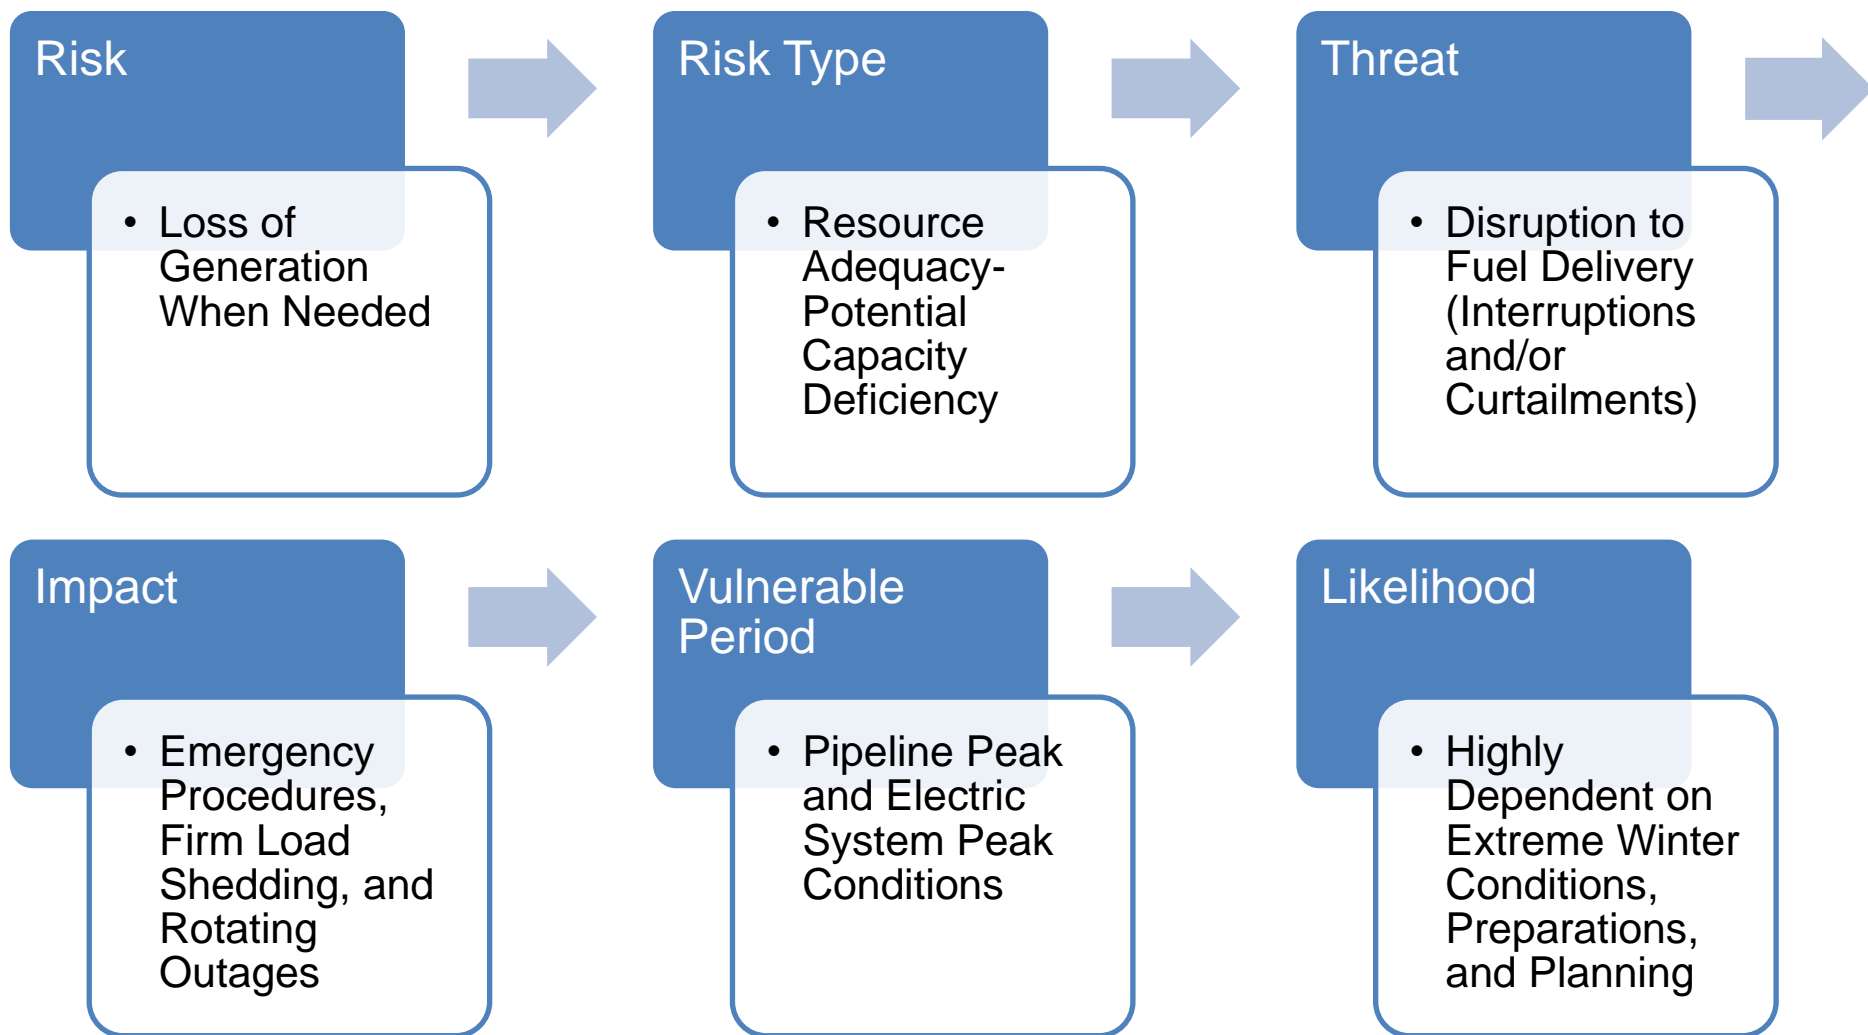 Risk
• Loss of
Generation
When Needed
Risk Type
• Resource
Adequacy-
Potential
Capacity
Deficiency
Threat
• Disruption to
Fuel Delivery
(Interruptions
and/or
Curtailments)
Impact
• Emergency
Procedures,
Firm Load
Shedding, and
Rotating
Outages
Vulnerable
Period
• Pipeline Peak
and Electric
System Peak
Conditions
Likelihood
• Highly
Dependent on
Extreme Winter
Conditions,
Preparations,
and Planning